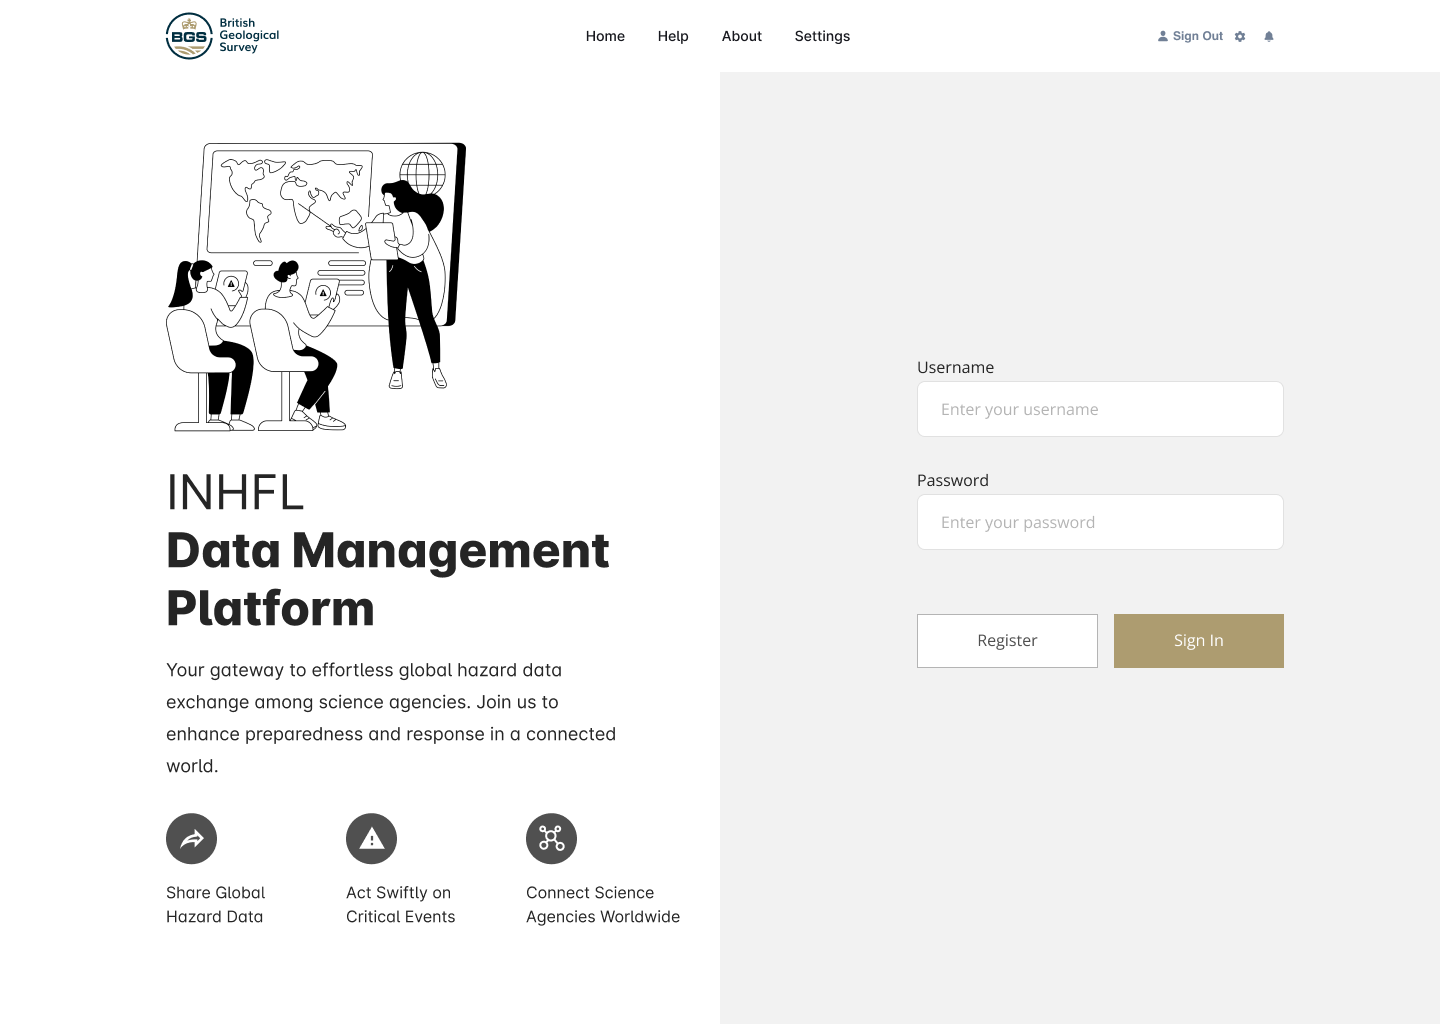 BGS
British
Geological
Survey
Home Help About Settings
Sign Out
INHFL
Data Management
Platform
Your gateway to effortless global hazard data
exchange among science agencies. Join us to
enhance preparedness and response in a connected
world.
Share Global
Hazard Data
Act Swiftly on
Critical Events
Connect Science
Agencies Worldwide
Username
Enter your username
Password
Enter your password
Register
Sign In